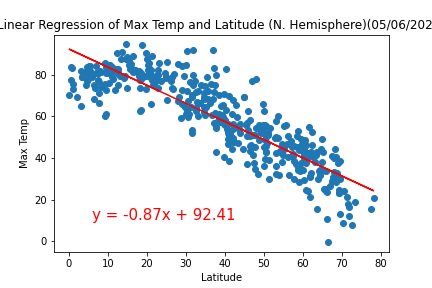 Linear Regression of Max Temp and Latitude (N. Hemisphere)(05/06/202
80
60
40
20
0
Max Temp
y = -0.87x + 92.41
0 10 20 30 40 50 60 70 80
Latitude